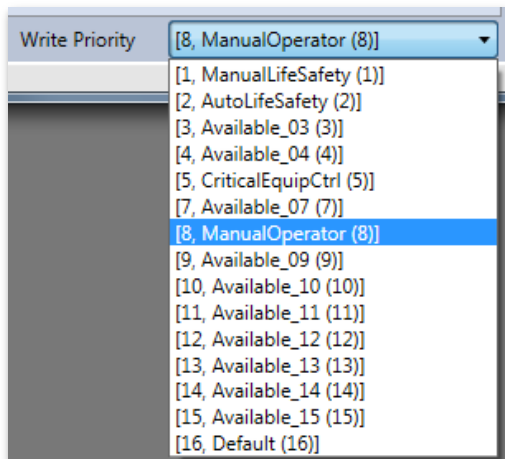 Write Priority [8, ManualOperator (8)]
[1, ManualLifeSafety (1)]
[2, AutoLifeSafety (2)]
[3, Available_03 (3)]
[4, Available_04 (4)]
[5, CriticalEquipCtrl (5)]
[7, Available_07 (7)]
[8, ManualOperator (8)]
[9, Available_09 (9)]
[10, Available_10 (10)]
[11, Available_11 (11)]
[12, Available_12 (12)]
[13, Available_13 (13)]
[14, Available_14 (14)]
[15, Available_15 (15)]
[16, Default (16)]